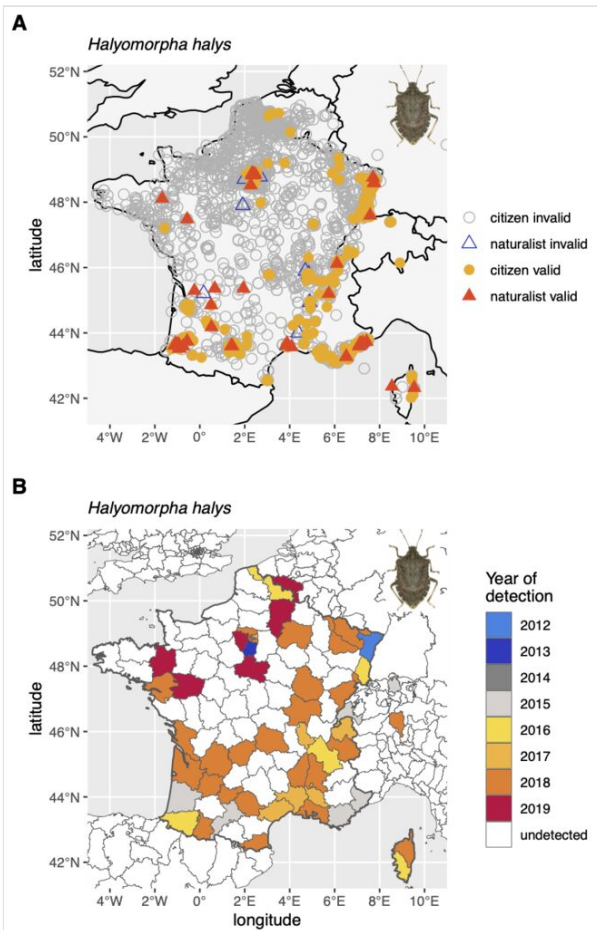 A
Halyomorpha halys
52°N
50°N
48°N
46°N
44°N
42°N
latitude
4°W 2°W 0° 2°E 4°E 6°E 8°E 10°E
citizen invalid
naturalist invalid
citizen valid
naturalist valid
B
Halyomorpha halys
52°N
50°N
48°N
46°N
44°N
42°N
latitude
4°W 2°W 0° 2°E 4°E 6°E 8°E 10°E
longitude
Year of
detection
2012
2013
2014
2015
2016
2017
2018
2019
undetected